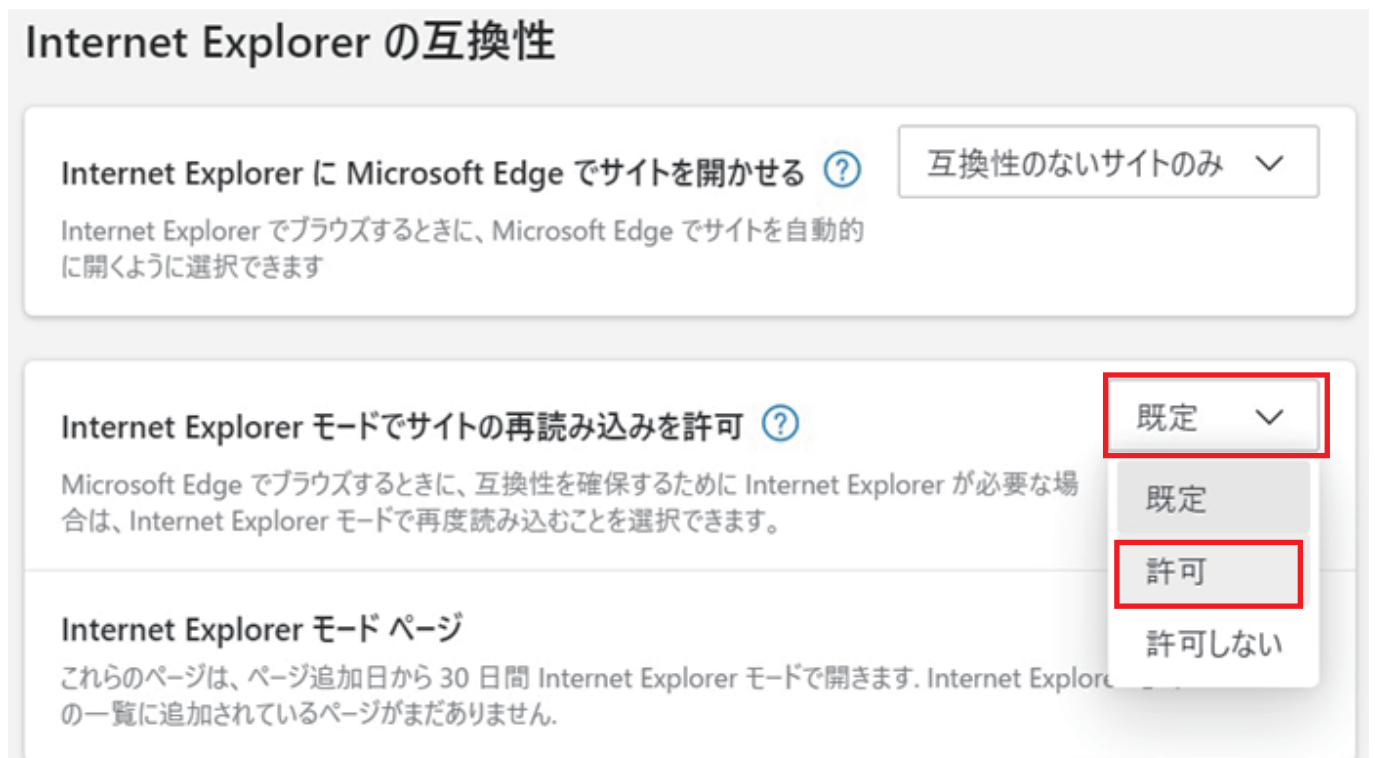 Internet Explorer の互換性
Internet Explorer に Microsoft Edge でサイトを開かせる ?
互換性のないサイトのみ
Internet Explorer でブラウズするときに、Microsoft Edge でサイトを自動的
に開くように選択できます
Internet Explorer モードでサイトの再読み込みを許可 ?
既定
Microsoft Edge でブラウズするときに、互換性を確保するために Internet Explorer が必要な場
合は、Internet Explorer モードで再度読み込むことを選択できます。
既定
許可
許可しない
Internet Explorer モード ページ
これらのページは、ページ追加日から 30 日間 Internet Explorer モードで開きます. Internet
の一覧に追加されているページがまだありません.